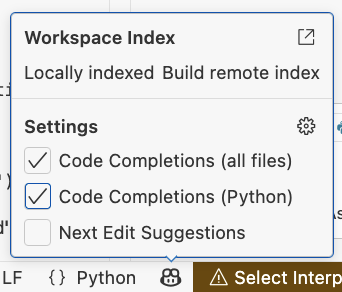 Workspace Index
Locally indexed Build remote index
Settings
Code Completions (all files)
Code Completions (Python)
Next Edit Suggestions
LF {} Python Select Interp